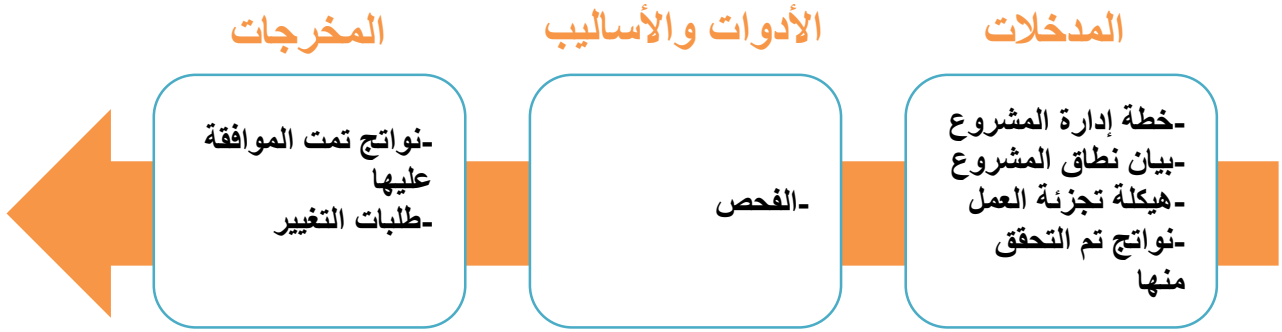 المدخلات
-خطة إدارة المشروع
-بيان نطاق المشروع
-هيكلة تجزئة العمل
-نواتج تم التحقق
منها
الأدوات والأساليب
-الفحص
المخرجات
-نواتج تمت الموافقة
عليها
-طلبات التغيير